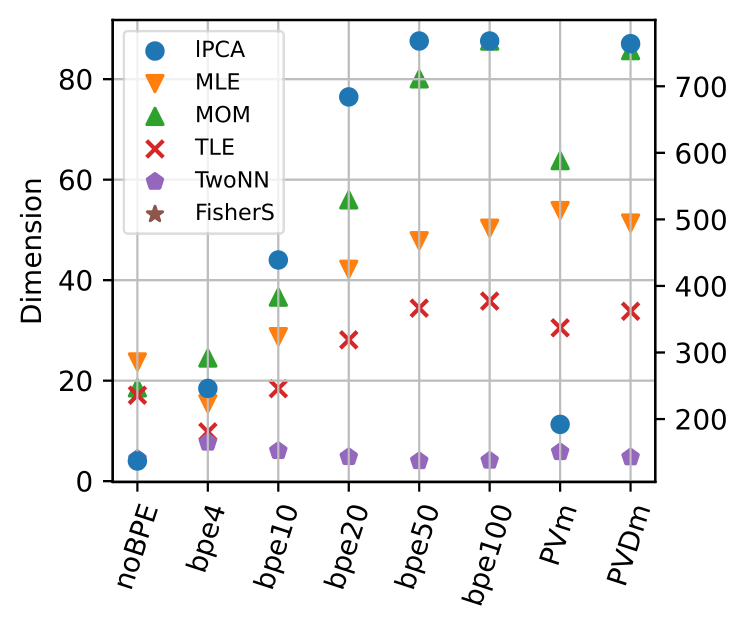 IPCA
MLE
MOM
TLE
TwoNN
FisherS
Dimension
80
60
40
20
0
700
600
500
400
300
200
noBPE
bpe4
bpe10
bpe20
bpe50
bpe100
PVm
PVDm